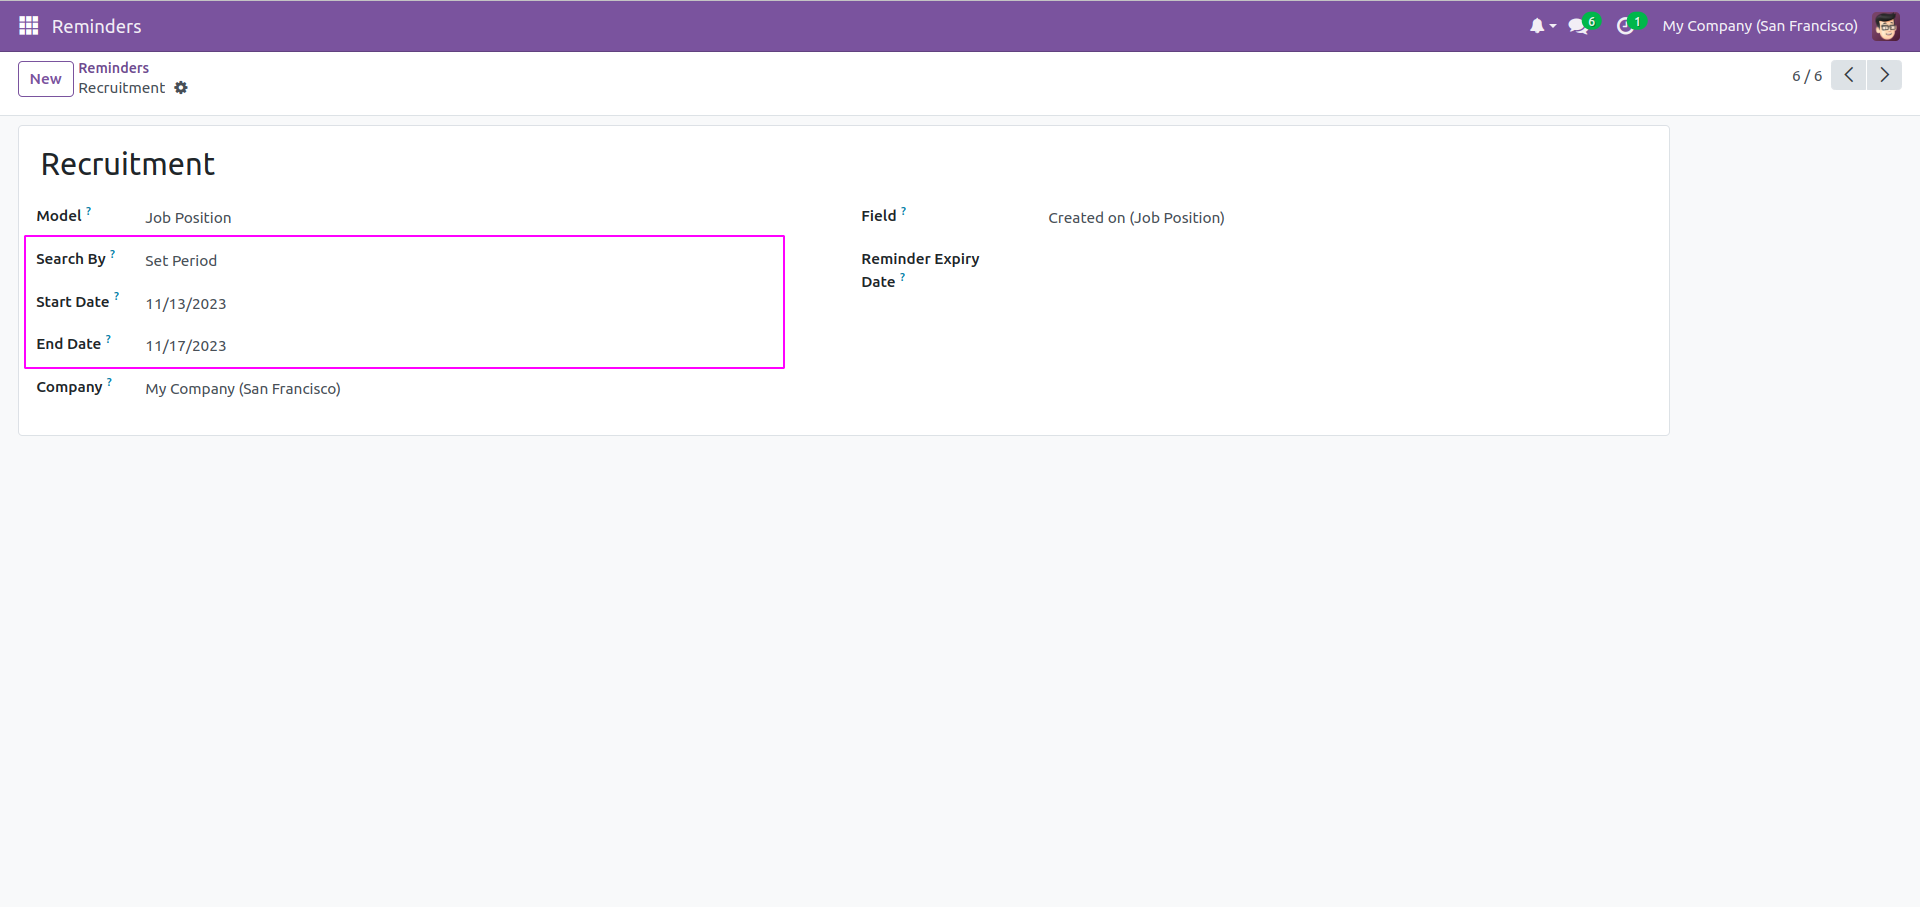 Reminders
6
1
My Company (San Francisco)
New
Reminders
Recruitment
6 / 6
Recruitment
Model ?
Job Position
Field ?
Created on (Job Position)
Search By ?
Set Period
Reminder Expiry
Date ?
Start Date ?
11/13/2023
End Date ?
11/17/2023
Company ?
My Company (San Francisco)